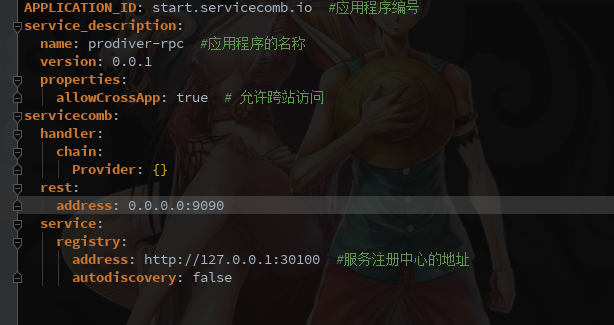 APPLICATION_ID: start.servicecomb.io  #应用程序编号
service_description:
  name: prodiver-rpc  #应用程序的名称
  version: 0.0.1
  properties:
    allowCrossApp: true  # 允许跨站访问
servicecomb:
  handler:
    chain:
      Provider: {}
  rest:
    address: 0.0.0.0:9090
  service:
    registry:
      address: http://127.0.0.1:30100  #服务注册中心的地址
      autodiscovery: false